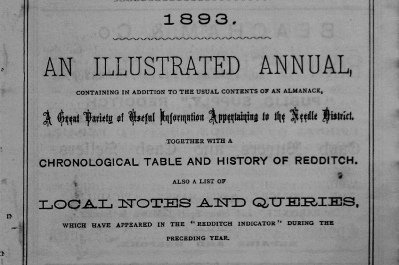 1893.
AN ILLUSTRATED ANNUAL,
CONTAINING IN ADDITION TO THE USUAL CONTENTS OF AN ALMANACK,
A Great Variety of Useful Information Appertaining to the Needle District.
TOGETHER WITH A
CHRONOLOGICAL TABLE AND HISTORY OF REDDITCH.
ALSO A LIST OF
LOCAL NOTES AND QUERIES,
WHICH HAVE APPEARED IN THE "REDDITCH INDICATOR" DURING THE
PRECEDING YEAR.